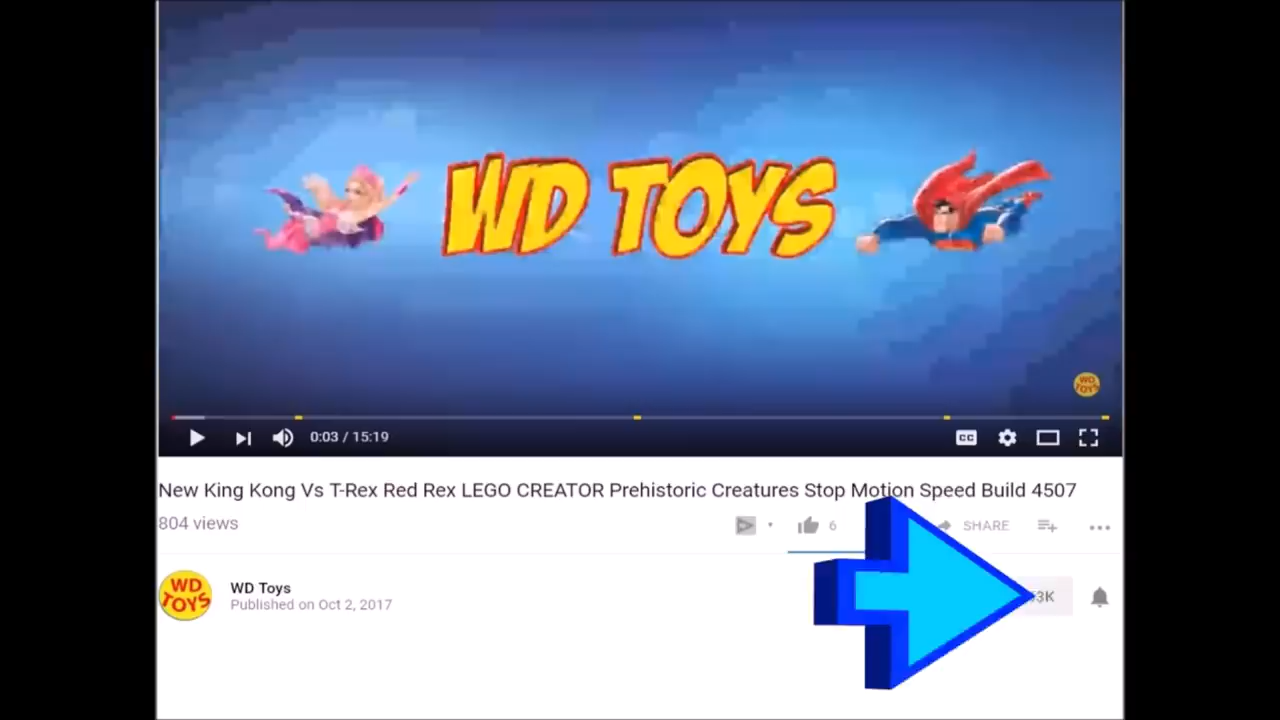 WD TOYS
WD
TOYS
0:03 / 15:19
CC
New King Kong Vs T-Rex Red Rex LEGO CREATOR Prehistoric Creatures Stop Motion Speed Build 4507
804 views
6
SHARE
WD
TOYS
WD Toys
Published on Oct 2, 2017
3K